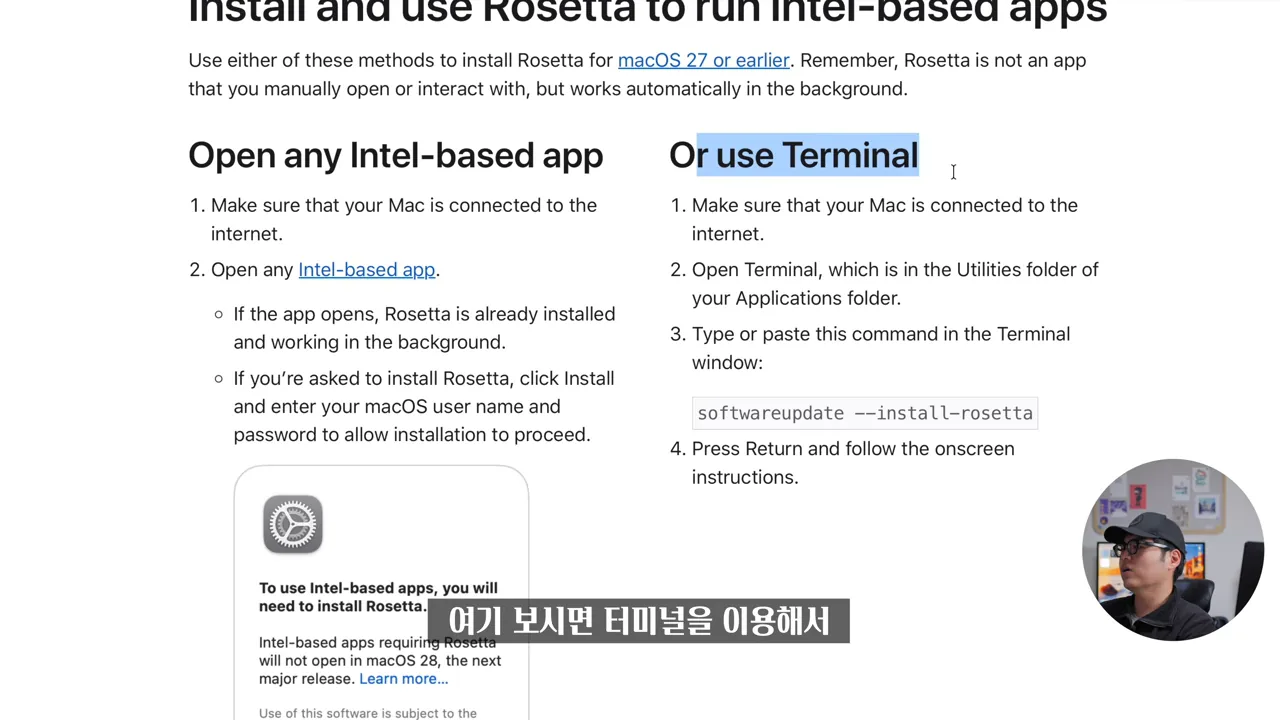 Install and use Rosetta to run Intel-based apps
Use either of these methods to install Rosetta for macOS 27 or earlier. Remember, Rosetta is not an app
that you manually open or interact with, but works automatically in the background.
Open any Intel-based app
1. Make sure that your Mac is connected to the
internet.
2. Open any Intel-based app.
If the app opens, Rosetta is already installed
and working in the background.
If you’re asked to install Rosetta, click Install
and enter your macOS user name and
password to allow installation to proceed.
To use Intel-based apps, you will
need to install Rosetta.
Intel-based apps requiring Rosetta
will not open in macOS 28, the next
major release. Learn more...
Use of this software is subject to the
Or use Terminal
1. Make sure that your Mac is connected to the
internet.
2. Open Terminal, which is in the Utilities folder of
your Applications folder.
3. Type or paste this command in the Terminal
window:
softwareupdate --install-rosetta
4. Press Return and follow the onscreen
instructions.
여기 보시면 터미널을 이용해서